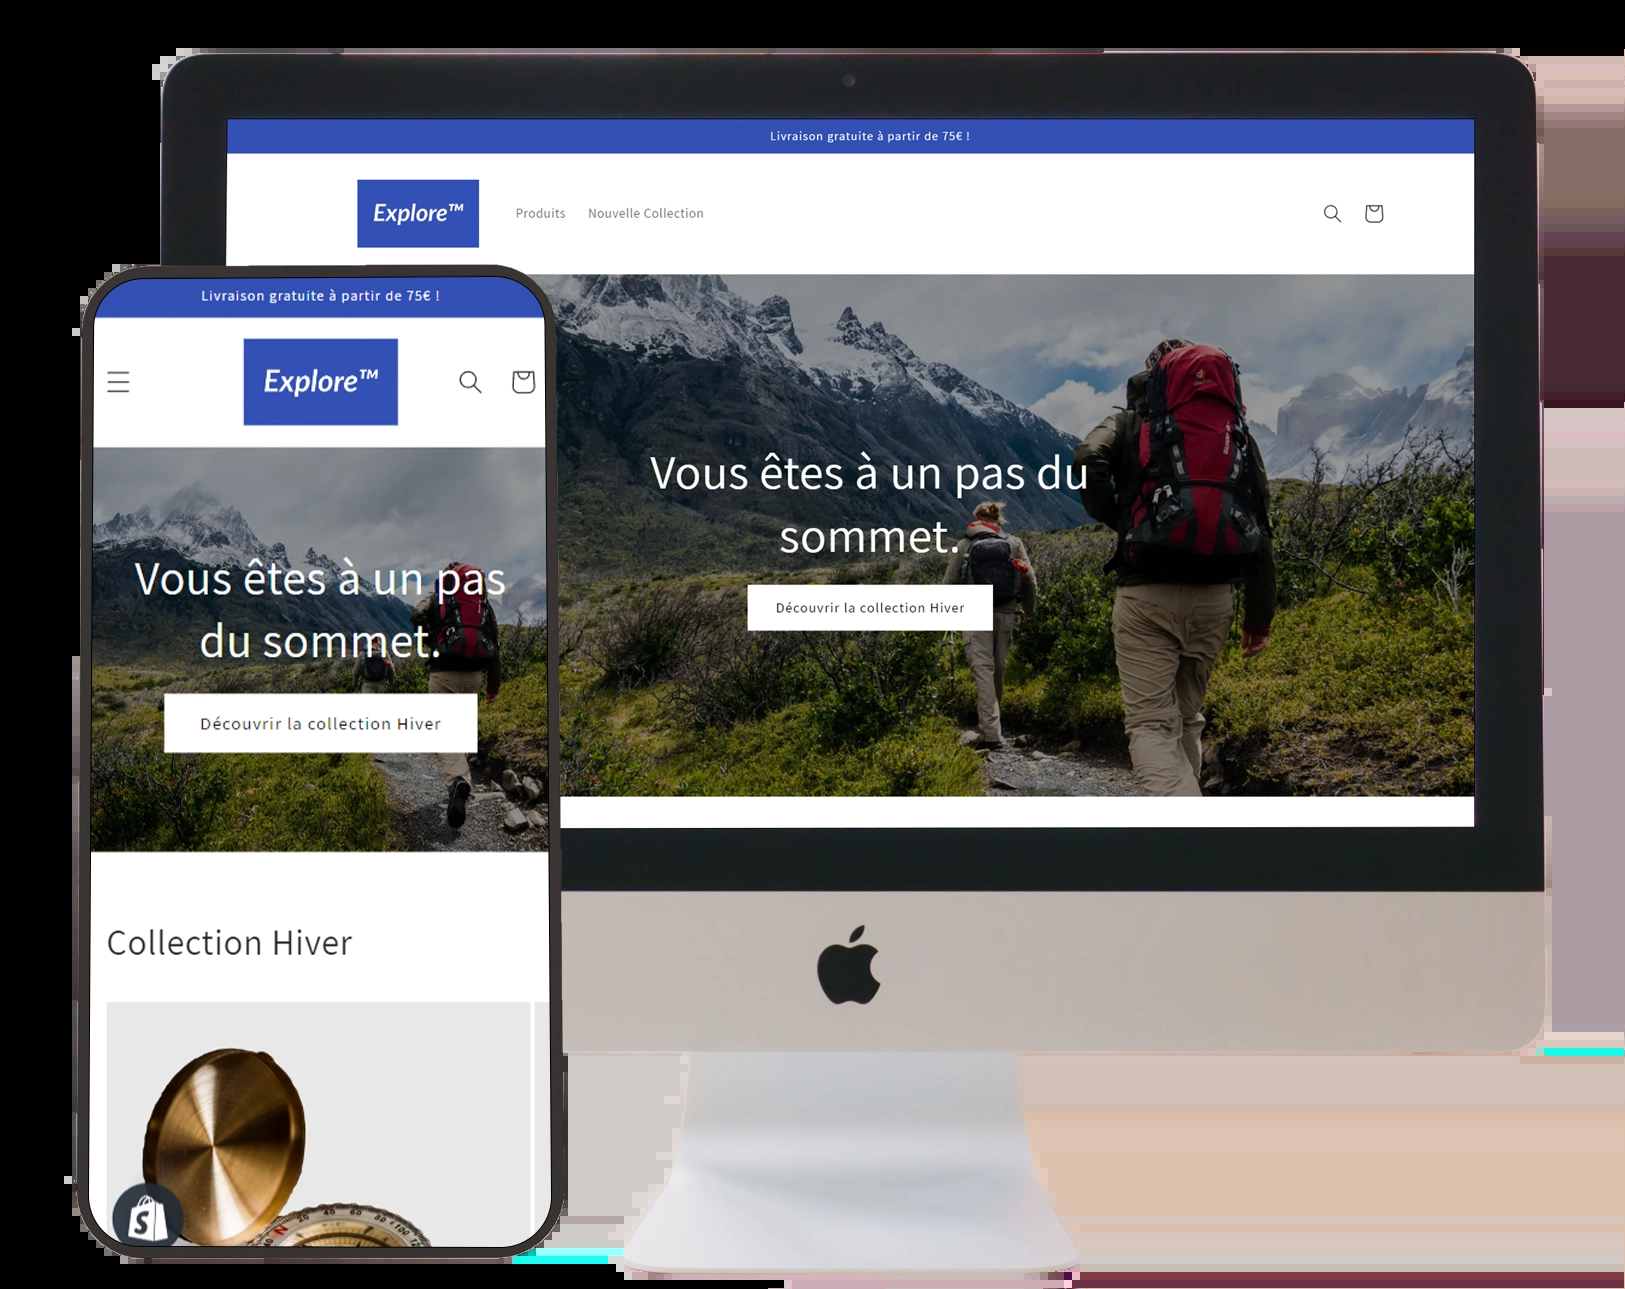 Livraison gratuite à partir de 75€ !
Explore™
Produits
Nouvelle Collection
Vous êtes à un pas du
sommet.
Découvrir la collection Hiver
Livraison gratuite à partir de 75€ !
Explore™
Vous êtes à un pas
du sommet.
Découvrir la collection Hiver
Collection Hiver